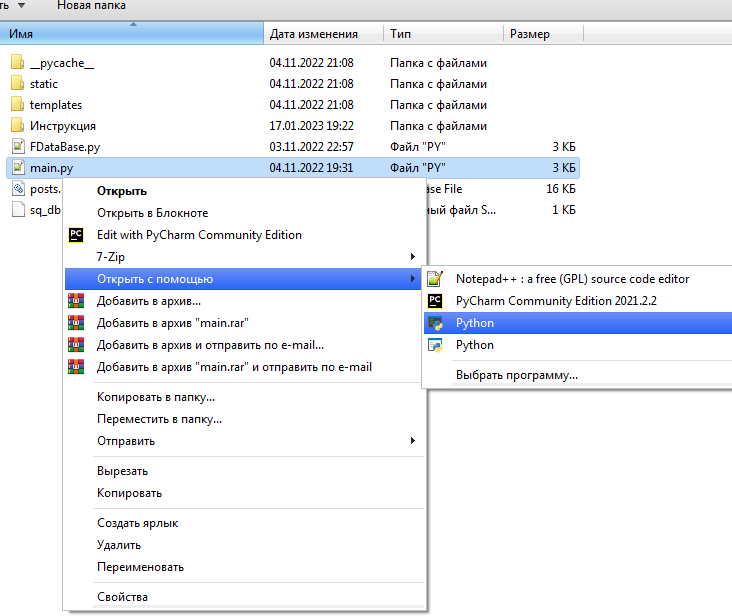 ть Новая папка
Имя Дата изменения Тип Размер
__pycache__ 04.11.2022 21:08 Папка с файлами
static 04.11.2022 21:08 Папка с файлами
templates 04.11.2022 21:08 Папка с файлами
Инструкция 17.01.2023 19:22 Папка с файлами
FDataBase.py 03.11.2022 22:57 Файл "PY" 3 КБ
main.py 04.11.2022 19:31 Файл "PY" 3 КБ
posts. ase File 16 КБ
sq_db ный файл S... 1 КБ
Открыть
Открыть в Блокноте
PC Edit with PyCharm Community Edition
7-Zip
Открыть с помощью
Добавить в архив...
Добавить в архив "main.rar"
Добавить в архив и отправить по e-mail...
Добавить в архив "main.rar" и отправить по e-mail
Копировать в папку...
Переместить в папку...
Отправить
Вырезать
Копировать
Создать ярлык
Удалить
Переименовать
Свойства
Notepad++ : a free (GPL) source code editor
PC PyCharm Community Edition 2021.2.2
Python
Python
Выбрать программу...